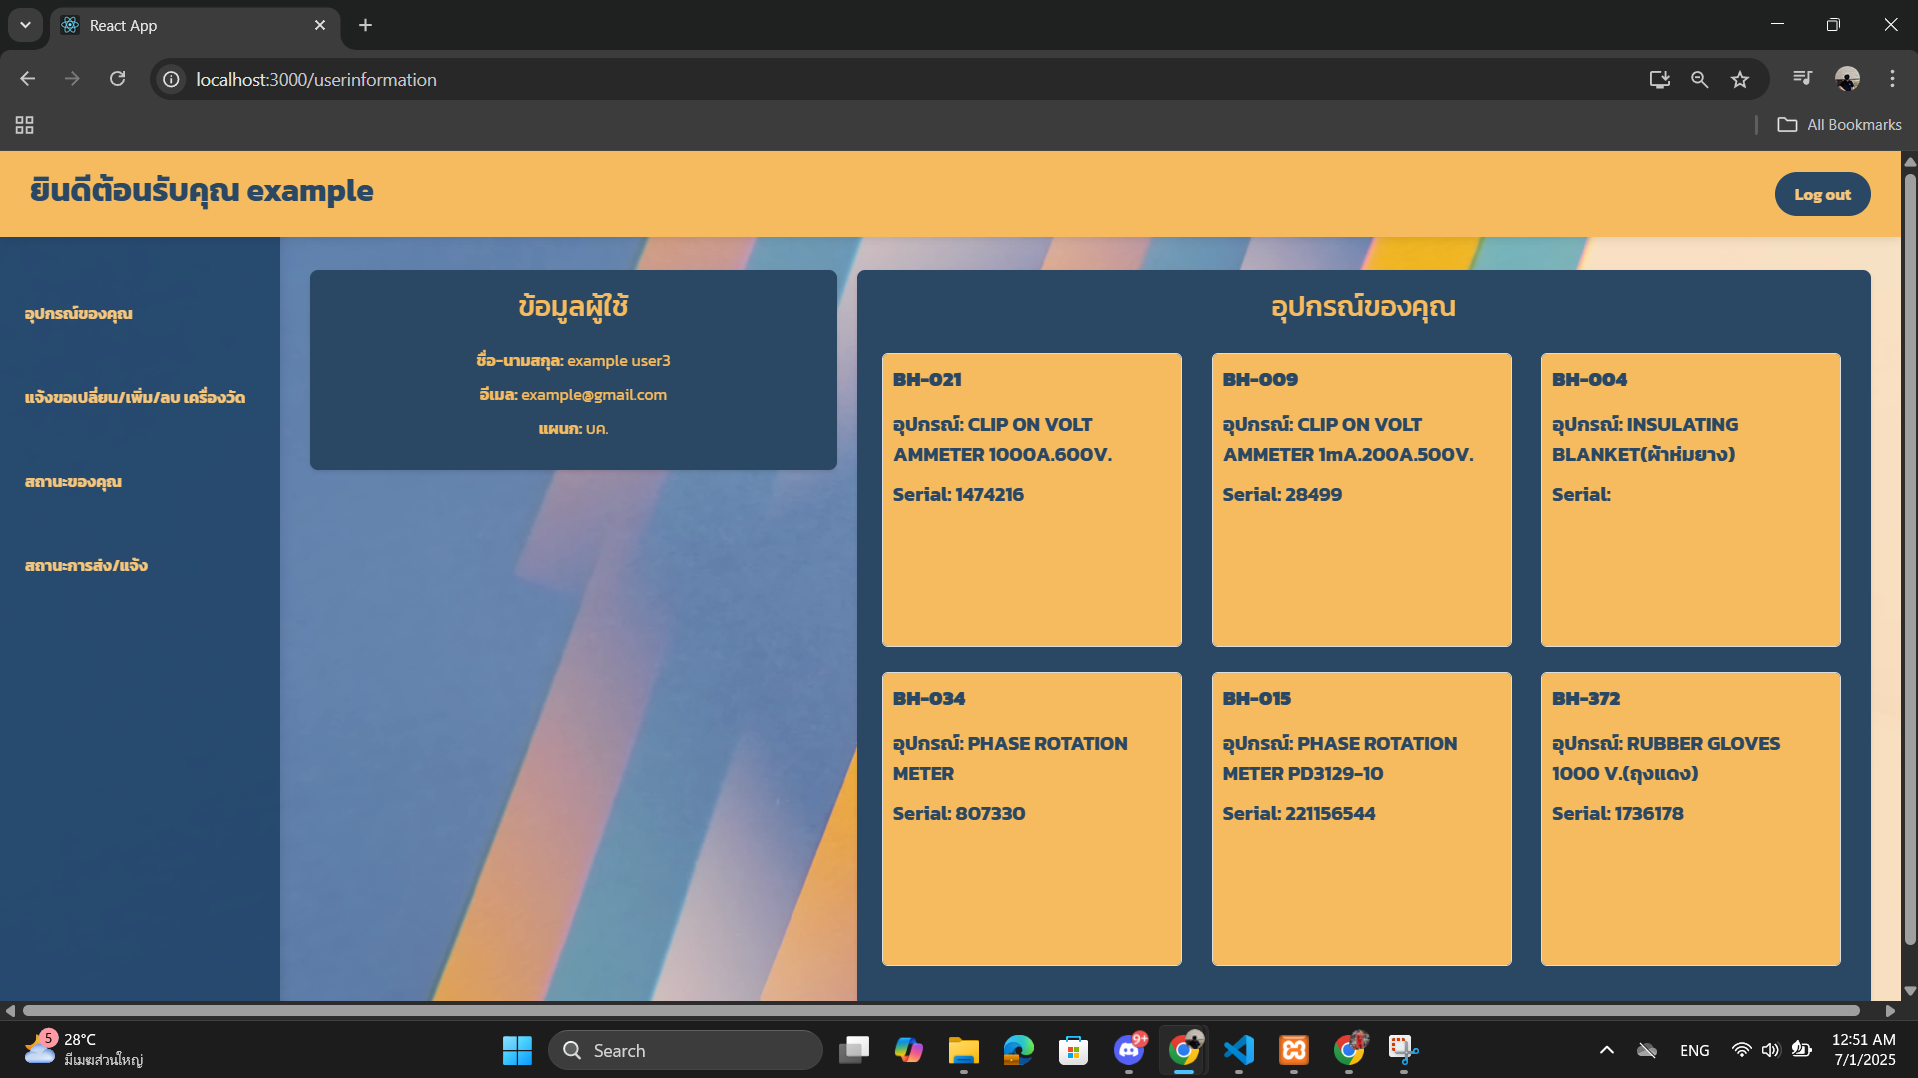 React App
localhost:3000/userinformation
All Bookmarks
ยินดีต้อนรับคุณ example
Log out
อุปกรณ์ของคุณ
แจ้งขอเปลี่ยน/เพิ่ม/ลบ เครื่องวัด
สถานะของคุณ
สถานะการส่ง/แจ้ง
ข้อมูลผู้ใช้
ชื่อ-นามสกุล: example user3
อีเมล: example@gmail.com
แผนก: บค.
อุปกรณ์ของคุณ
BH-021
อุปกรณ์: CLIP ON VOLT
AMMETER 1000A.600V.
Serial: 1474216
BH-009
อุปกรณ์: CLIP ON VOLT
AMMETER 1mA.200A.500V.
Serial: 28499
BH-004
อุปกรณ์: INSULATING
BLANKET(ผ้าห่มยาง)
Serial:
BH-034
อุปกรณ์: PHASE ROTATION
METER
Serial: 807330
BH-015
อุปกรณ์: PHASE ROTATION
METER PD3129-10
Serial: 221156544
BH-372
อุปกรณ์: RUBBER GLOVES
1000 V.(ถุงแดง)
Serial: 1736178
5
28°C
มีเมฆส่วนใหญ่
Search
9+
ENG
12:51 AM
7/1/2025